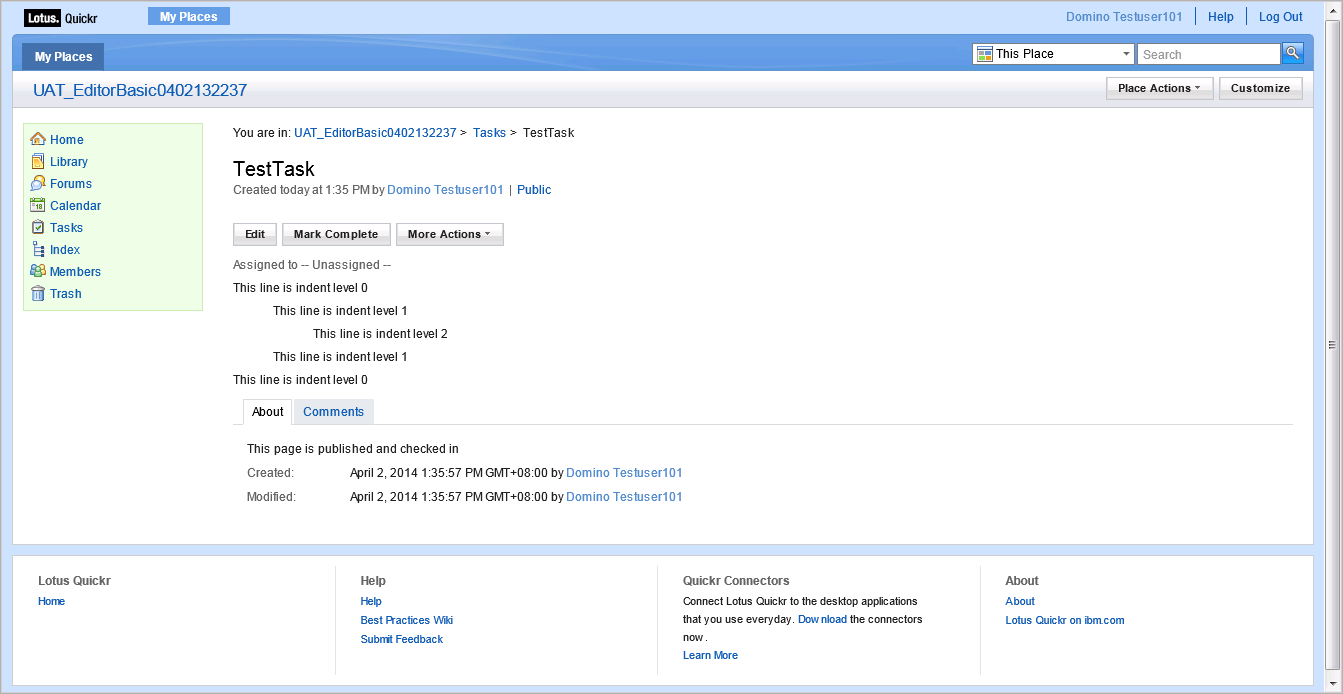 Lotus. Quickr My Places Domino Testuser101 Help Log Out
My Places This Place Search
UAT_EditorBasic0402132237 Place Actions Customize
You are in: UAT_EditorBasic0402132237 > Tasks > TestTask
Home
Library
Forums
18 Calendar
Tasks
Index
Members
Trash
TestTask
Created today at 1:35 PM by Domino Testuser101 | Public
Edit Mark Complete More Actions
Assigned to -- Unassigned --
This line is indent level 0
This line is indent level 1
This line is indent level 2
This line is indent level 1
This line is indent level 0
About Comments
This page is published and checked in
Created: April 2, 2014 1:35:57 PM GMT+08:00 by Domino Testuser101
Modified: April 2, 2014 1:35:57 PM GMT+08:00 by Domino Testuser101
Lotus Quickr
Home
Help
Help
Best Practices Wiki
Submit Feedback
Quickr Connectors
Connect Lotus Quickr to the desktop applications
that you use everyday. Download the connectors
now .
Learn More
About
About
Lotus Quickr on ibm.com